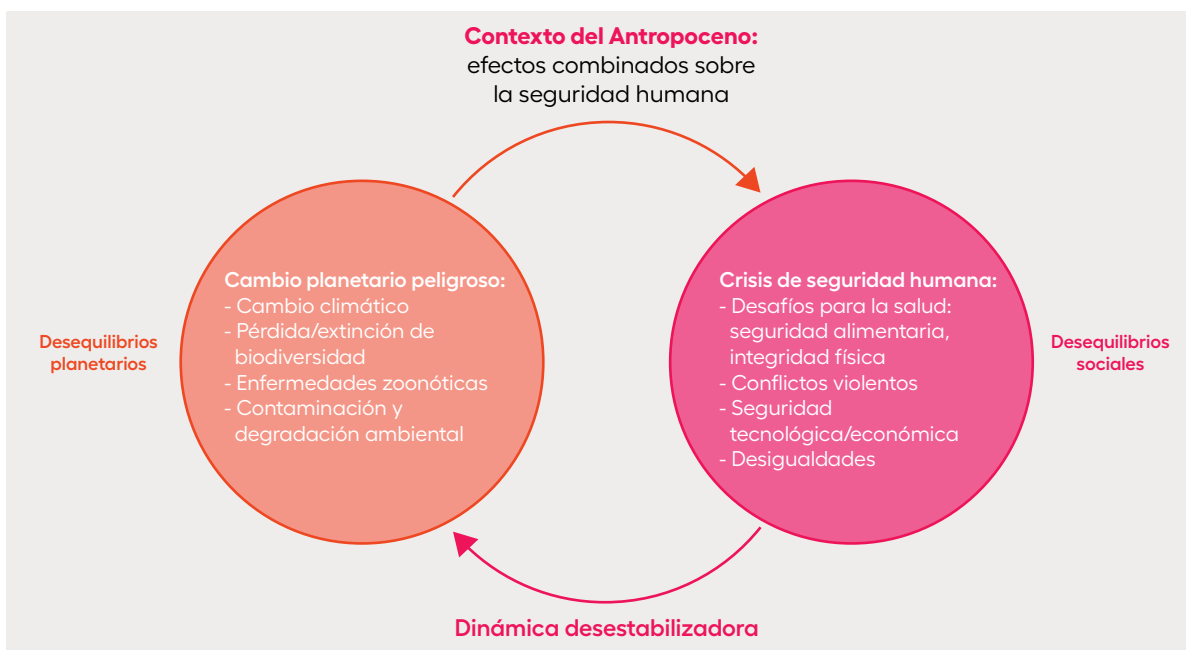 Contexto del Antropoceno:
efectos combinados sobre
la seguridad humana
Desequilibrios
planetarios
Cambio planetario peligroso:
- Cambio climático
- Pérdida/extinción de
biodiversidad
- Enfermedades zoonóticas
- Contaminación y
degradación ambiental
Crisis de seguridad humana:
- Desafíos para la salud:
seguridad alimentaria,
integridad física
- Conflictos violentos
- Seguridad
tecnológica/económica
- Desigualdades
Desequilibrios
sociales
Dinámica desestabilizadora